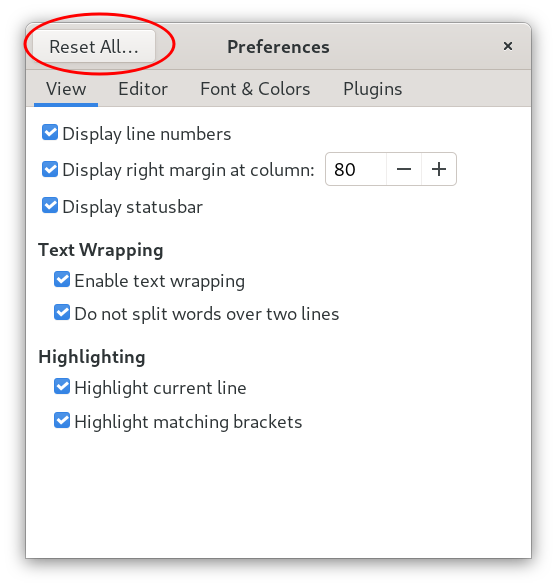 Reset All...
Preferences
View Editor Font & Colors Plugins
Display line numbers
Display right margin at column: 80
Display statusbar
Text Wrapping
Enable text wrapping
Do not split words over two lines
Highlighting
Highlight current line
Highlight matching brackets